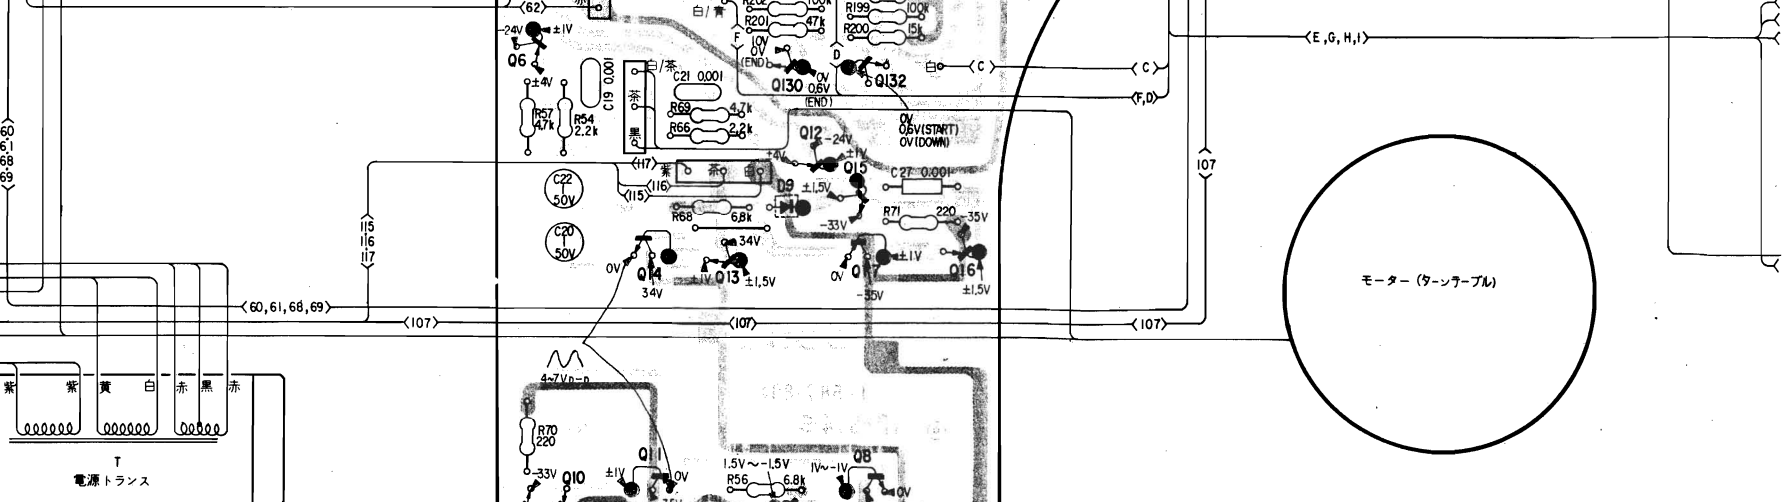 62
白/青
R202 100k
R201 47k
R199 100k
R200 15k
-24V
±1V
Q6
F
10V
0V
(END)
D
Q130
0V
0.6V
(END)
Q132
白
C
C
E,G,H,I
F,D
±4V
R57
4.7k
R54
2.2k
C19 0.001
白/茶
C21 0.001
R69 4.7k
R66 2.2k
黒
0V
0.6V(START)
0V(DOWN)
60
61
68
69
Q12
-24V
±4V
±1V
Q15
117
116
115
紫
茶
白
D9
±1.5V
C27 0.001
107
C22
50V
R68 6.8k
-33V
R71 220
-35V
115
116
117
C20
50V
34V
0V
Q14
34V
±1V
Q13
±1.5V
0V
Q17
±1V
-35V
Q16
±1.5V
モーター(ターンテーブル)
60,61,68,69
107
107
107
4~7Vp-p
紫 紫 黄 白 赤 黒 赤
R70
220
T
電源トランス
-33V
Q10
±1V
Q11
0V
1.5V~-1.5V
R56 6.8k
1V~-1V
Q8
0V